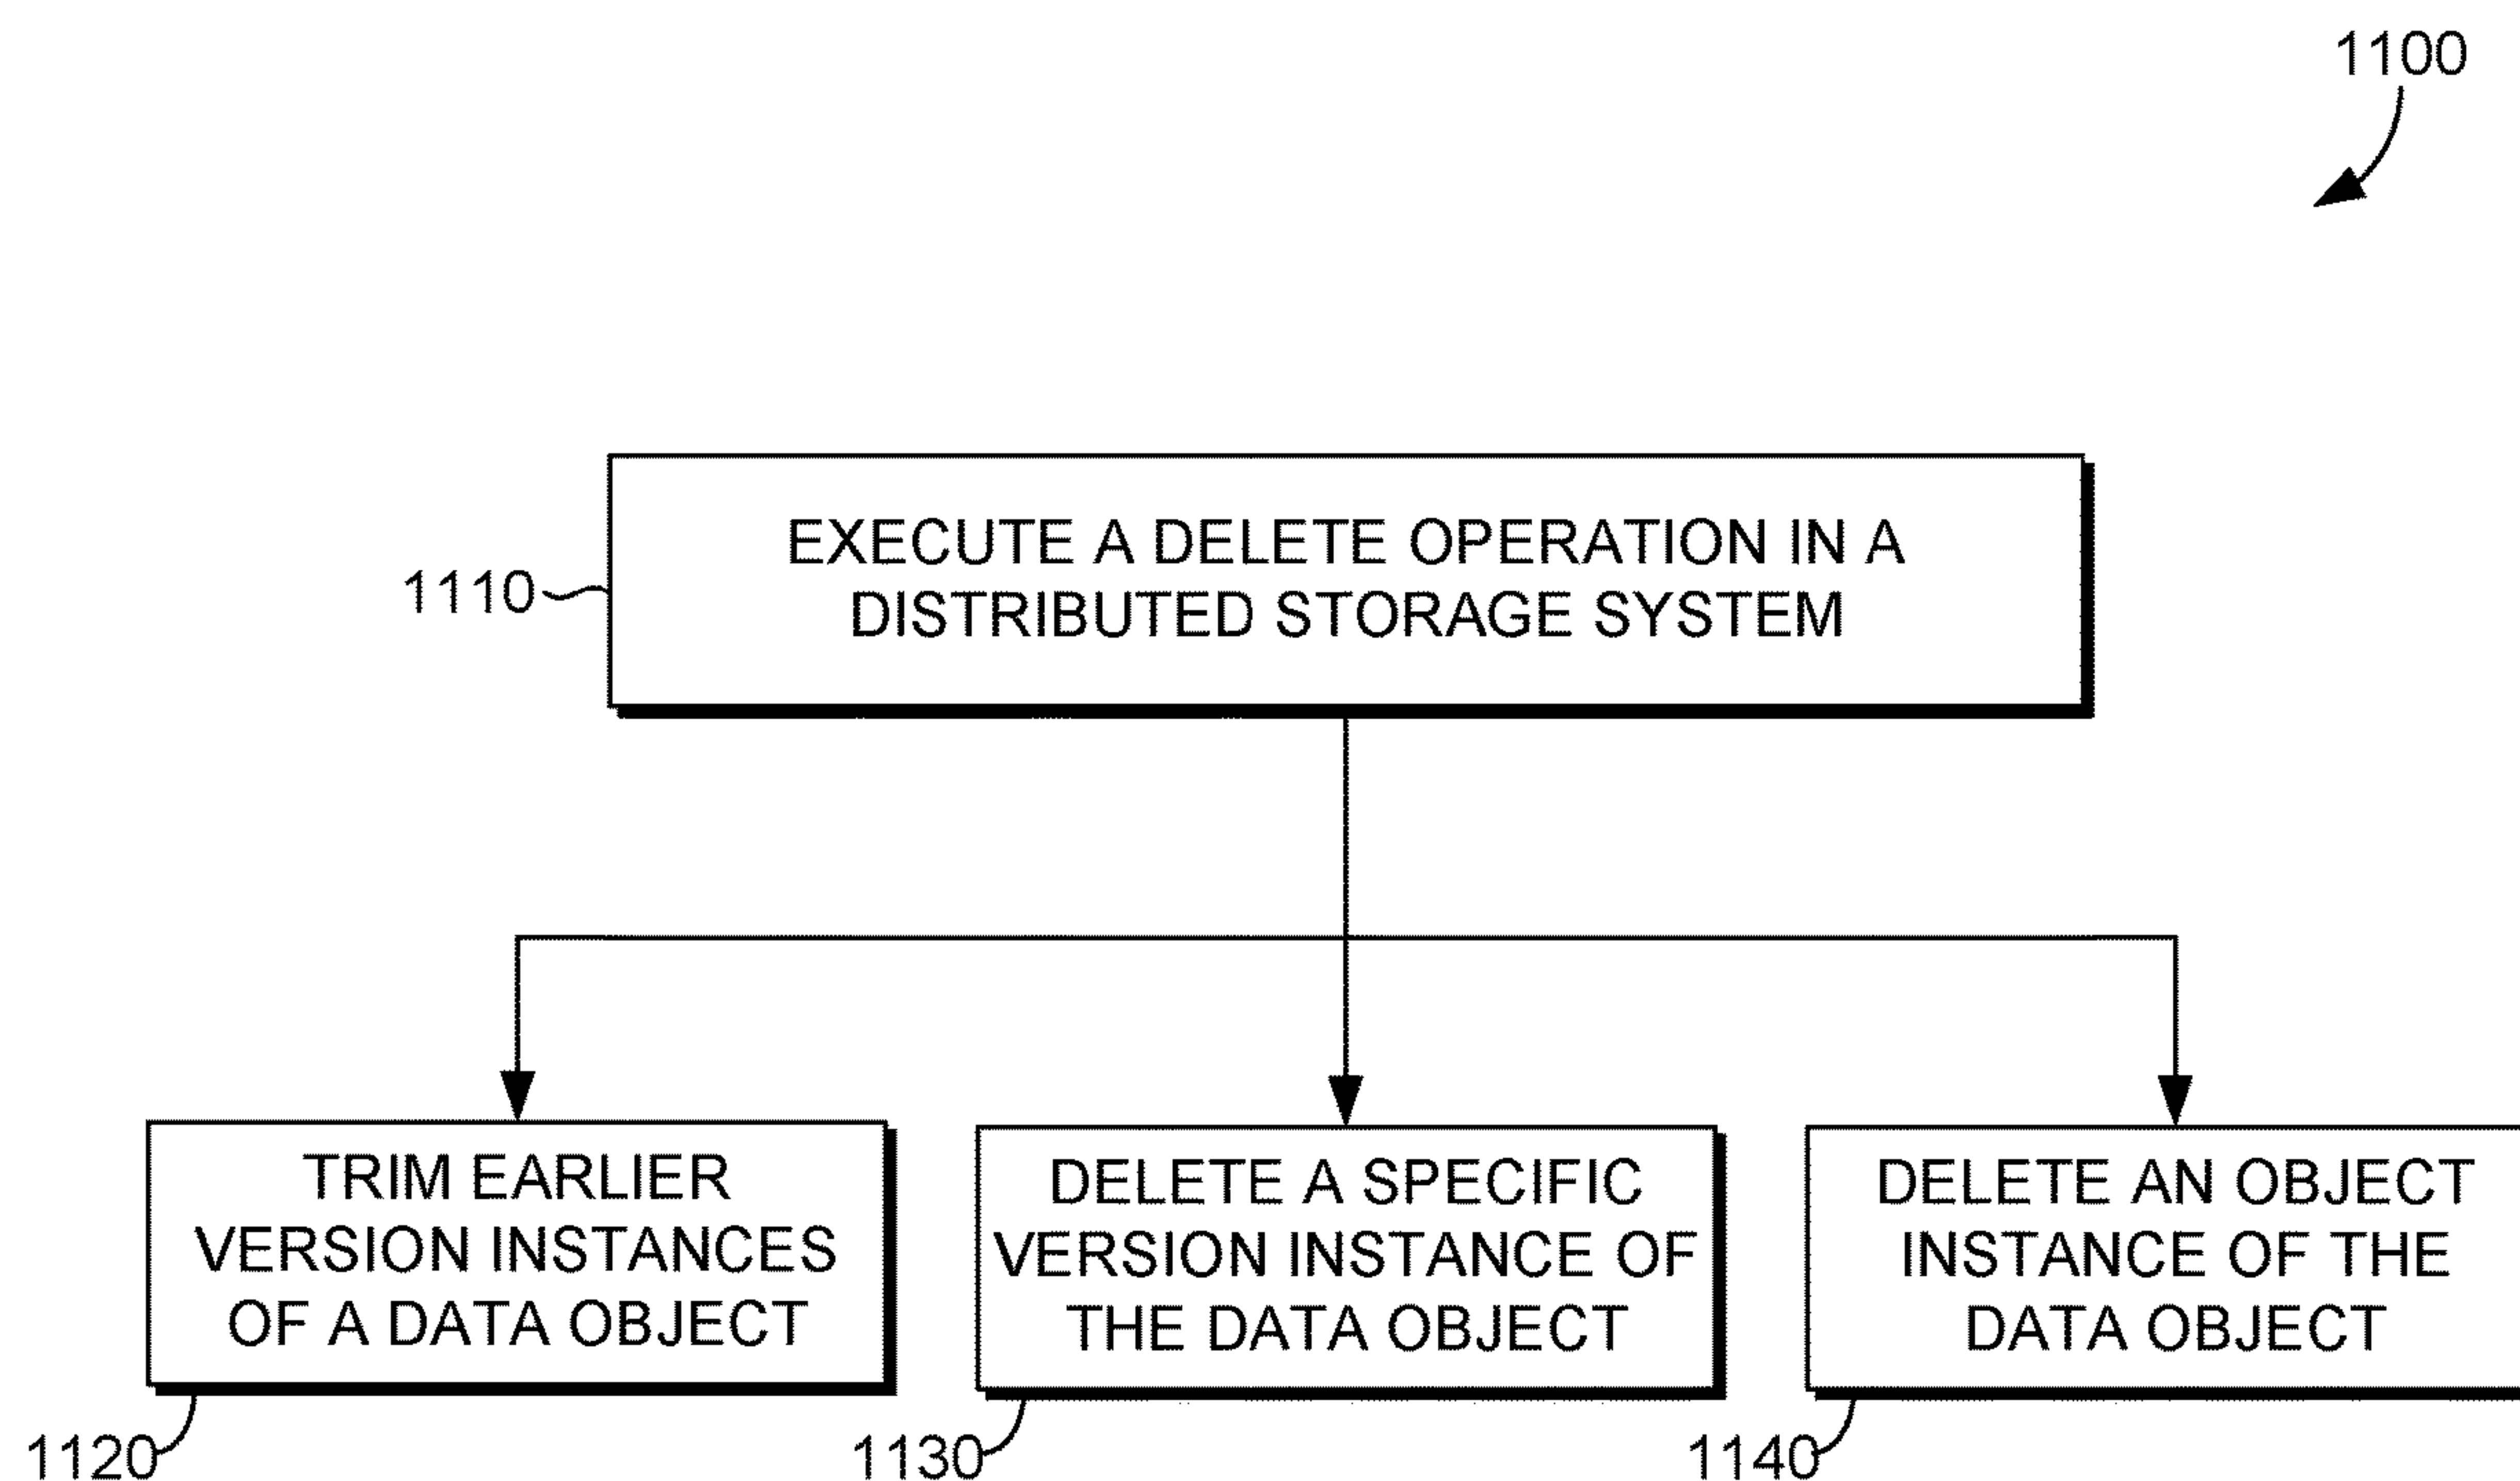 1100
1110
EXECUTE A DELETE OPERATION IN A
DISTRIBUTED STORAGE SYSTEM
TRIM EARLIER
VERSION INSTANCES
OF A DATA OBJECT
1120
DELETE A SPECIFIC
VERSION INSTANCE OF
THE DATA OBJECT
1130
DELETE AN OBJECT
INSTANCE OF THE
DATA OBJECT
1140